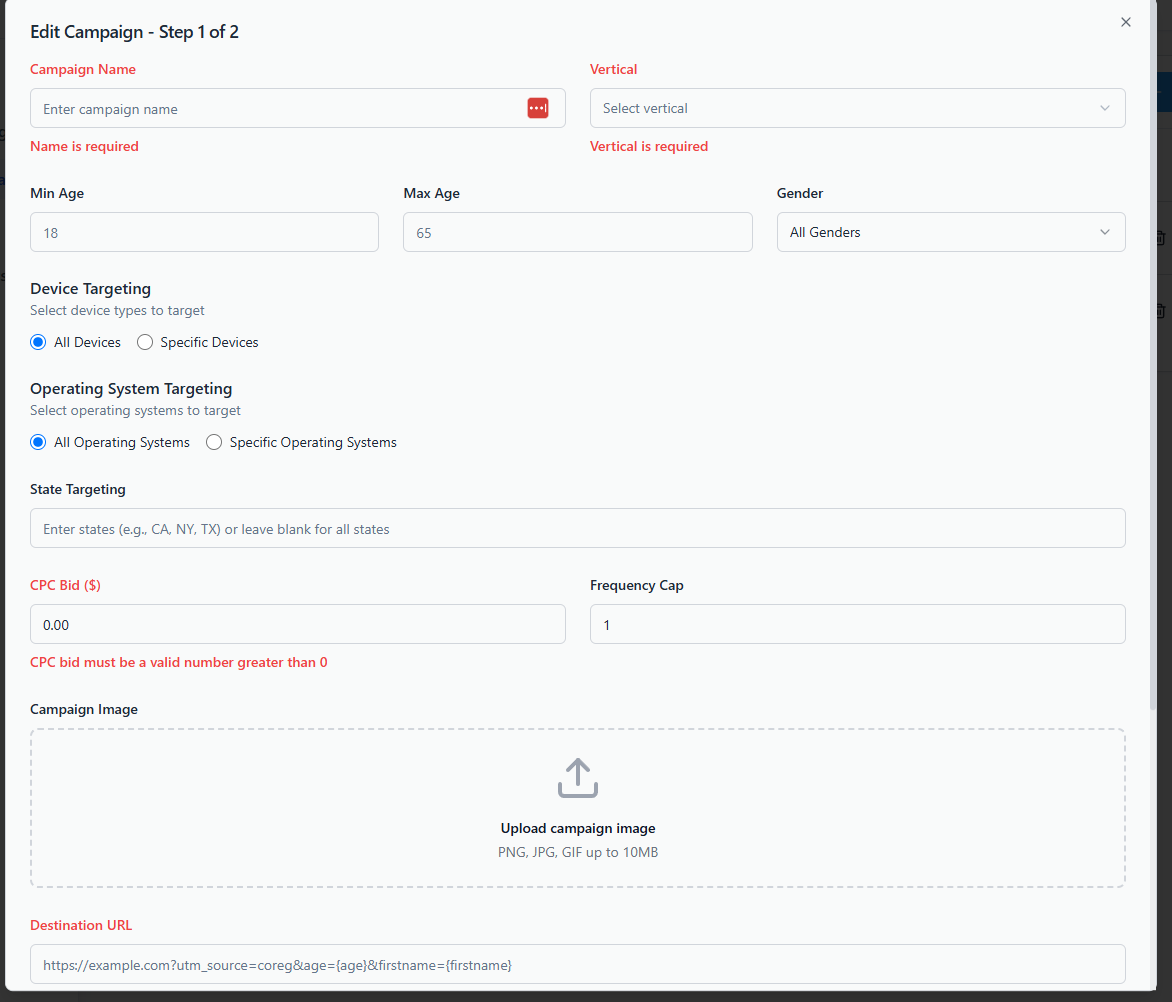 Edit Campaign - Step 1 of 2
Campaign Name
Vertical
Enter campaign name
Select vertical
Name is required
Vertical is required
Min Age
Max Age
Gender
18
65
All Genders
Device Targeting
Select device types to target
All Devices
Specific Devices
Operating System Targeting
Select operating systems to target
All Operating Systems
Specific Operating Systems
State Targeting
Enter states (e.g., CA, NY, TX) or leave blank for all states
CPC Bid ($)
Frequency Cap
0.00
1
CPC bid must be a valid number greater than 0
Campaign Image
Upload campaign image
PNG, JPG, GIF up to 10MB
Destination URL
https://example.com?utm_source=coreg&age={age}&firstname={firstname}